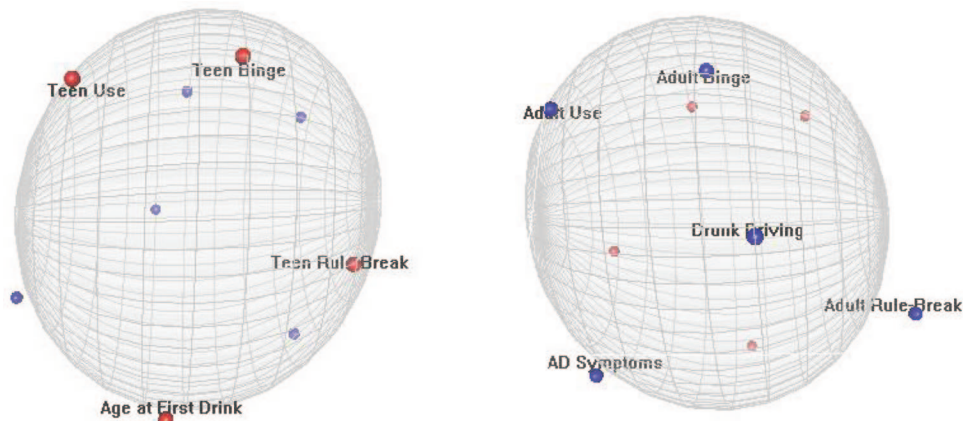 Teen Binge
Teen Use
Teen Rule-Break
Age at First Drink
Adult Binge
Adult Use
Drunk Driving
Adult Rule-Break
AD Symptoms